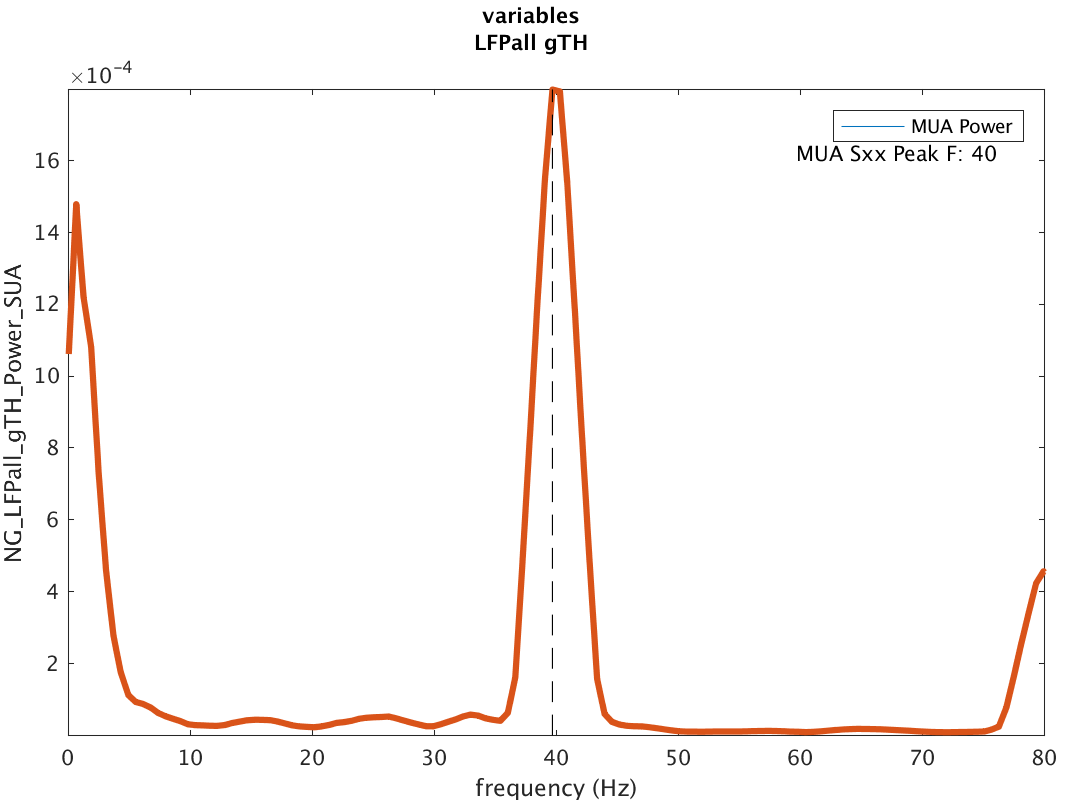 variables
LFPall gTH
×10⁻⁴
MUA Power
MUA Sxx Peak F: 40
16
14
12
10
8
6
4
2
NG_LFPall_gTH_Power_SUA
0 10 20 30 40 50 60 70 80
frequency (Hz)